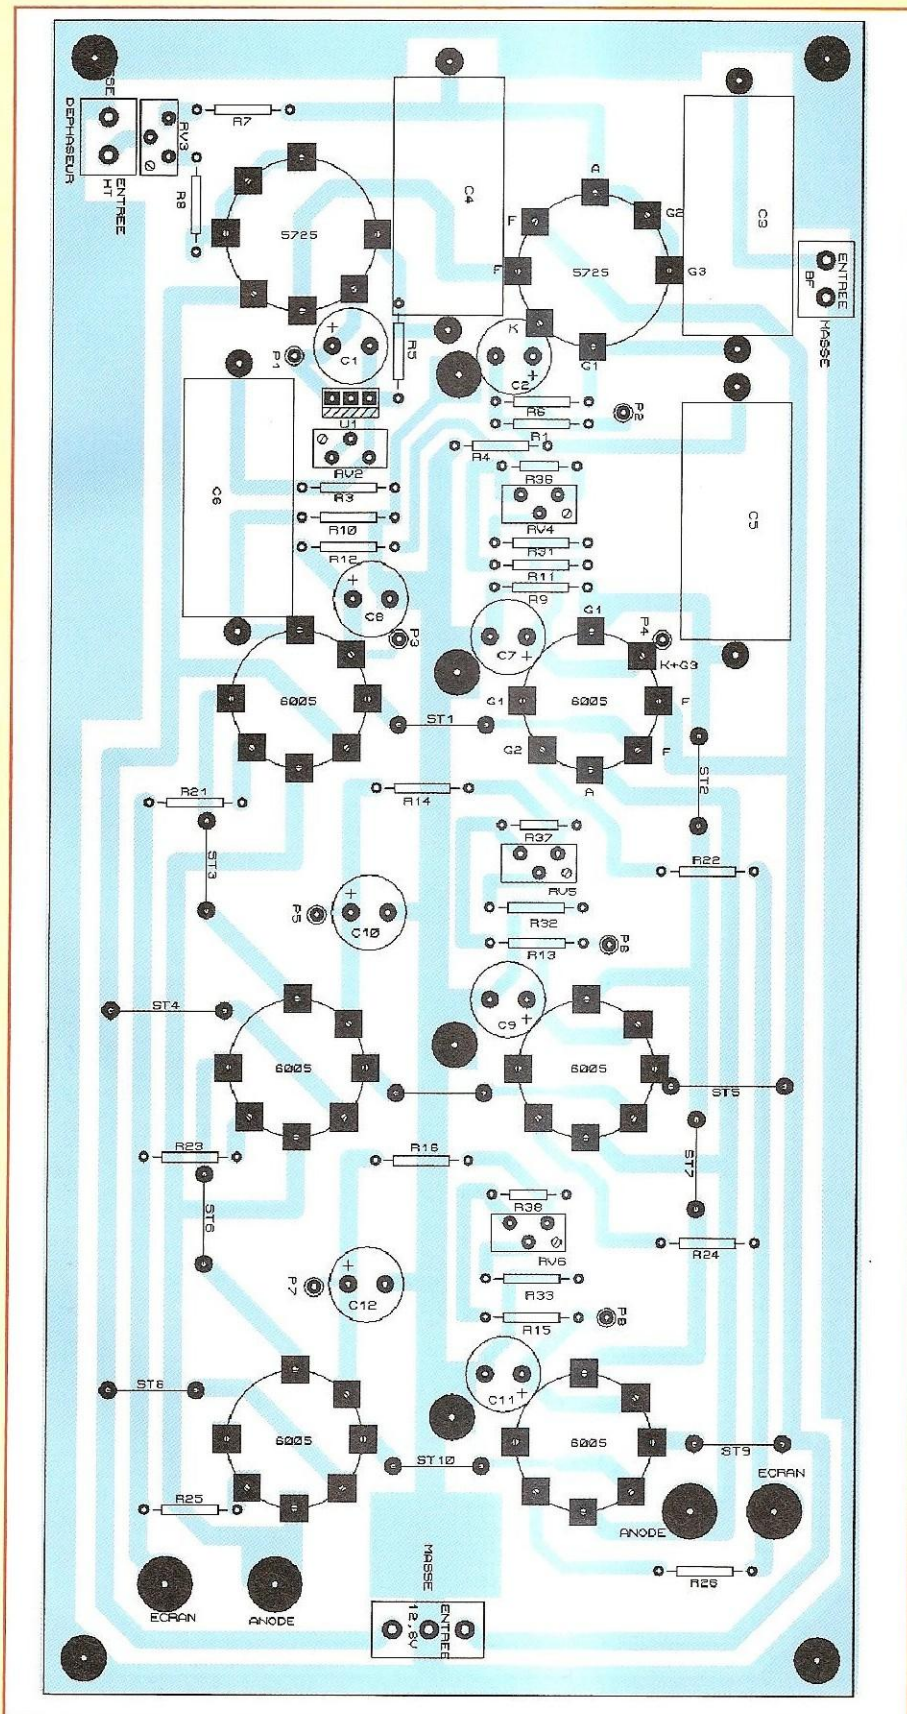 DEPHASEUR
ENTREE
HT
RV3
R7
R8
5725
C4
A
G2
F
F
5725
G3
K
G1
C3
ENTREE
BF
MASSE
P1
C1
R5
C2
+
+
U1
RV2
R3
R10
R12
C6
R6
R1
P2
R4
R36
RV4
R31
R11
R9
C5
+
C8
P3
C7
+
G1
P4
K+G3
6005
G1
6005
F
G2
F
A
ST1
ST2
R21
R14
ST3
R37
R22
RV5
R32
R13
P6
+
P5
C10
C9
+
ST4
6005
6005
ST5
R23
R16
ST7
ST6
R38
RV6
R24
R33
R15
P8
+
P7
C12
C11
+
ST8
6005
6005
ST10
ST9
R25
ECRAN
ANODE
R26
ECRAN
ANODE
MASSE
ENTREE
12,6V